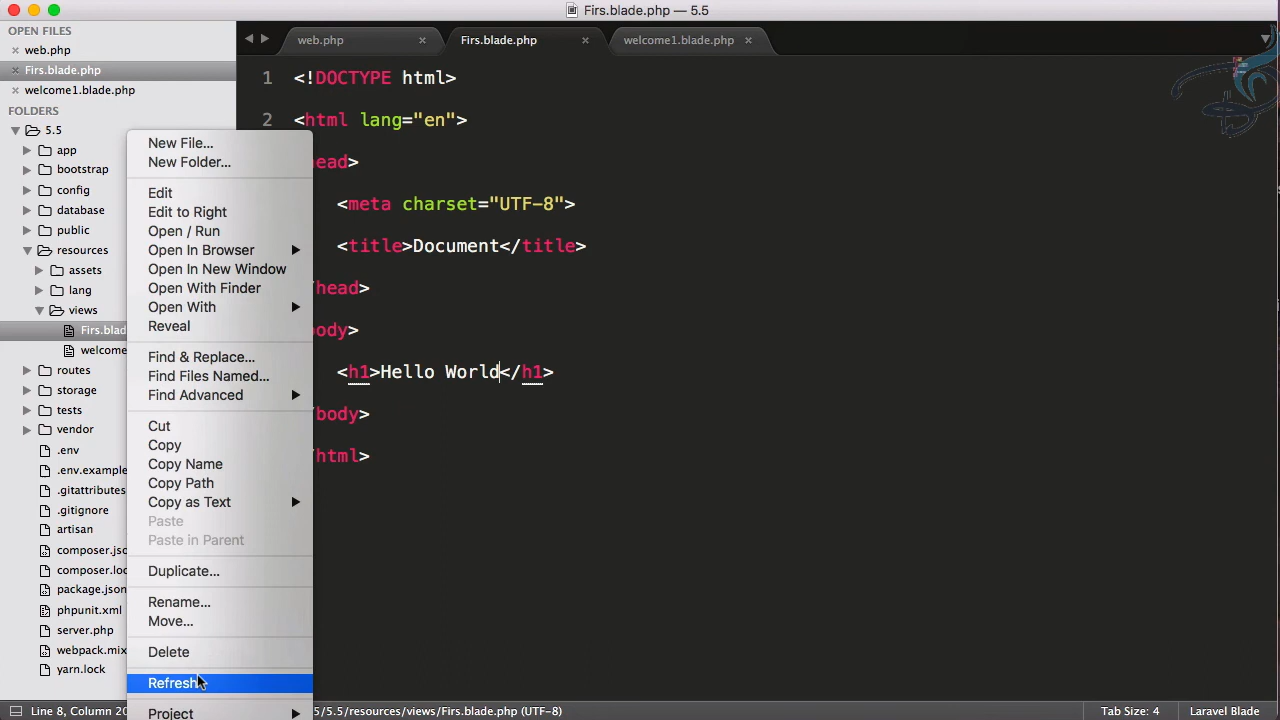 Firs.blade.php — 5.5
OPEN FILES
web.php
Firs.blade.php
welcome1.blade.php
FOLDERS
5.5
app
bootstrap
config
database
public
resources
assets
lang
views
Firs.blad
welcome
routes
storage
tests
vendor
.env
.env.example
.gitattributes
.gitignore
artisan
composer.jsc
composer.loc
package.json
phpunit.xml
server.php
webpack.mix
yarn.lock
New File...
New Folder...
Edit
Edit to Right
Open / Run
Open In Browser
Open In New Window
Open With Finder
Open With
Reveal
Find & Replace...
Find Files Named...
Find Advanced
Cut
Copy
Copy Name
Copy Path
Copy as Text
Paste
Paste in Parent
Duplicate...
Rename...
Move...
Delete
Refresh
Project
web.php
Firs.blade.php
welcome1.blade.php
1 <!DOCTYPE html>
2 <html lang="en">
ead>
<meta charset="UTF-8">
<title>Document</title>
/head>
ody>
<h1>Hello World</h1>
/body>
/html>
Line 8, Column 20
5/5.5/resources/views/Firs.blade.php (UTF-8)
Tab Size: 4
Laravel Blade